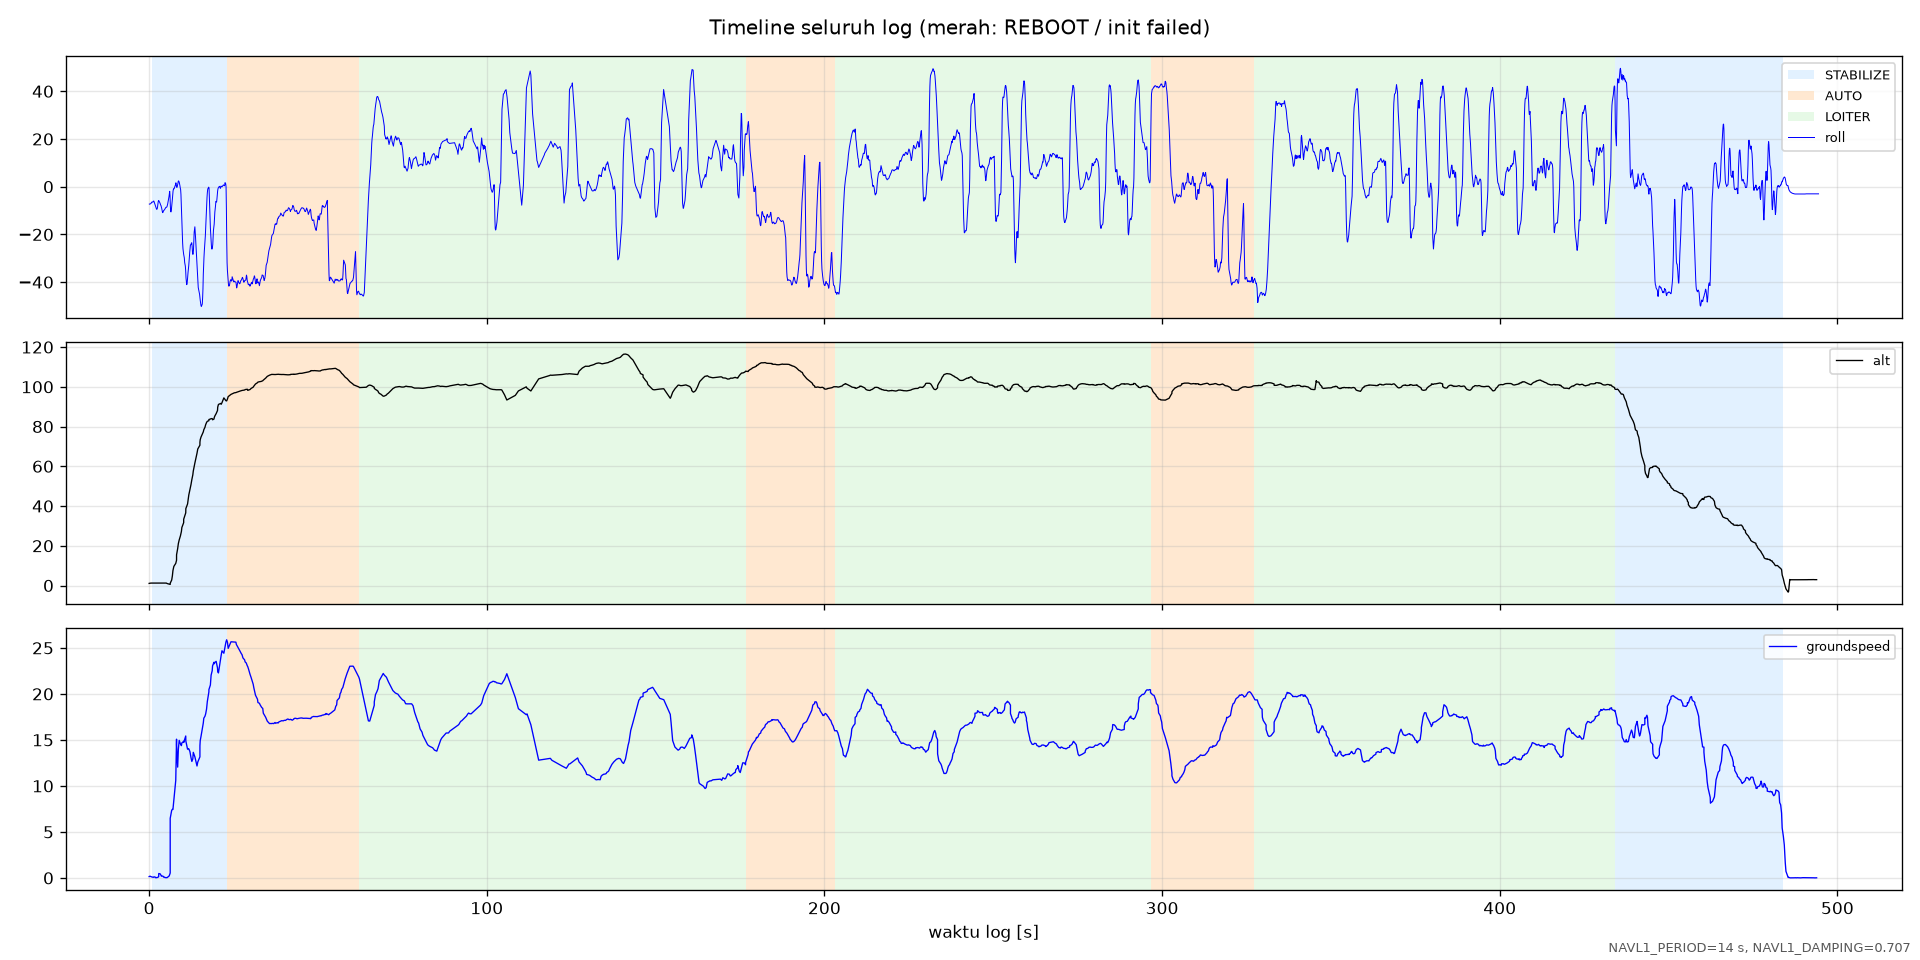 Timeline seluruh log (merah: REBOOT / init failed)
40
20
0
−20
−40
STABILIZE
AUTO
LOITER
roll
120
100
80
60
40
20
0
alt
25
20
15
10
5
0
groundspeed
0 100 200 300 400 500
waktu log [s]
NAVL1_PERIOD=14 s, NAVL1_DAMPING=0.707